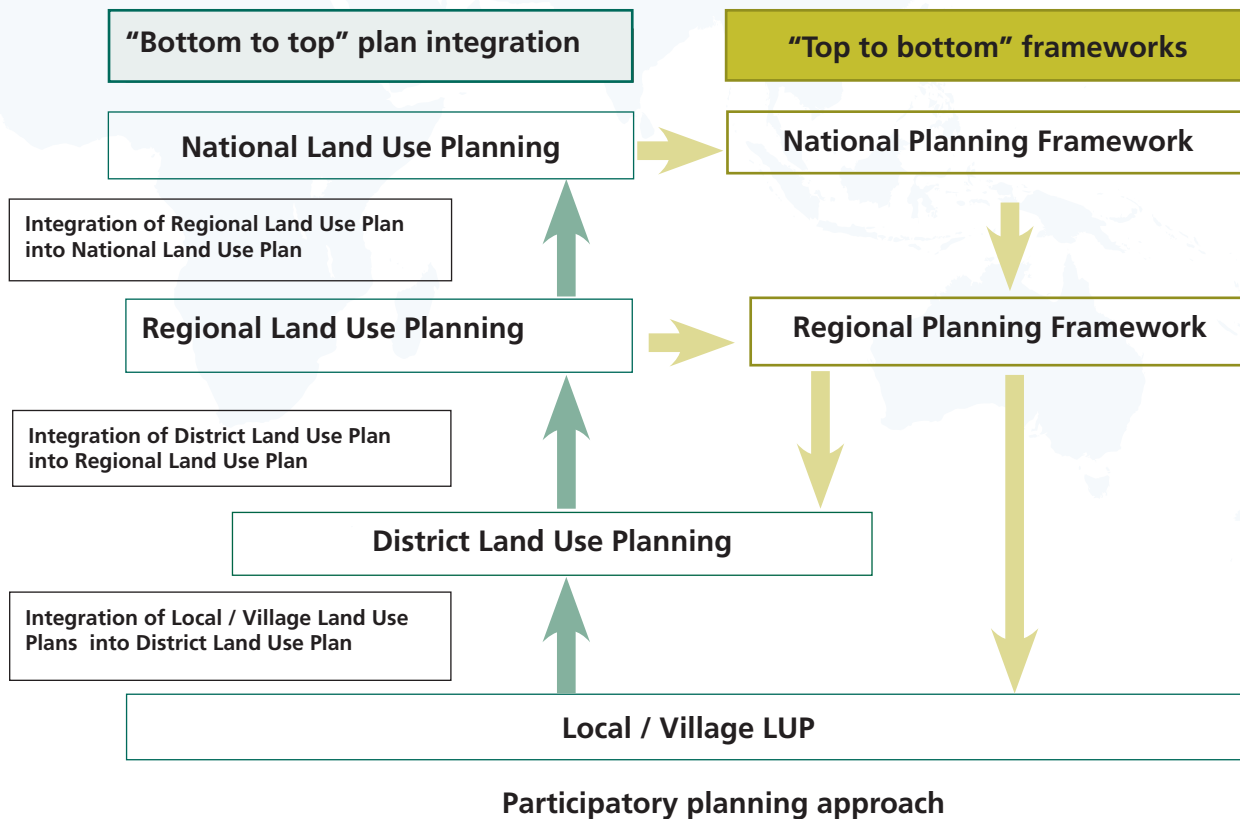 “Bottom to top” plan integration
“Top to bottom” frameworks
National Land Use Planning
National Planning Framework
Integration of Regional Land Use Plan
into National Land Use Plan
Regional Land Use Planning
Regional Planning Framework
Integration of District Land Use Plan
into Regional Land Use Plan
District Land Use Planning
Integration of Local / Village Land Use
Plans into District Land Use Plan
Local / Village LUP
Participatory planning approach